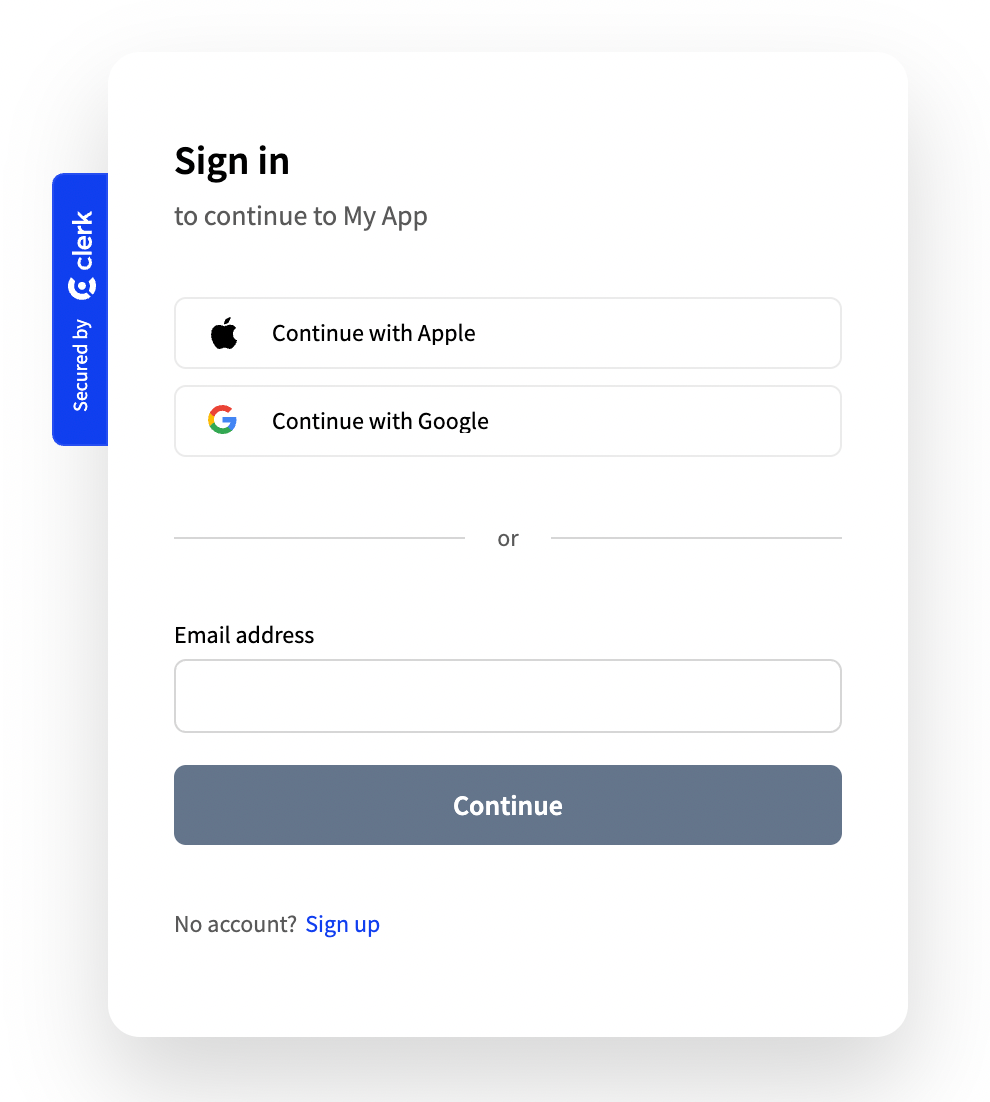 Sign in
to continue to My App
Secured by clerk
Continue with Apple
Continue with Google
or
Email address
Continue
No account? Sign up